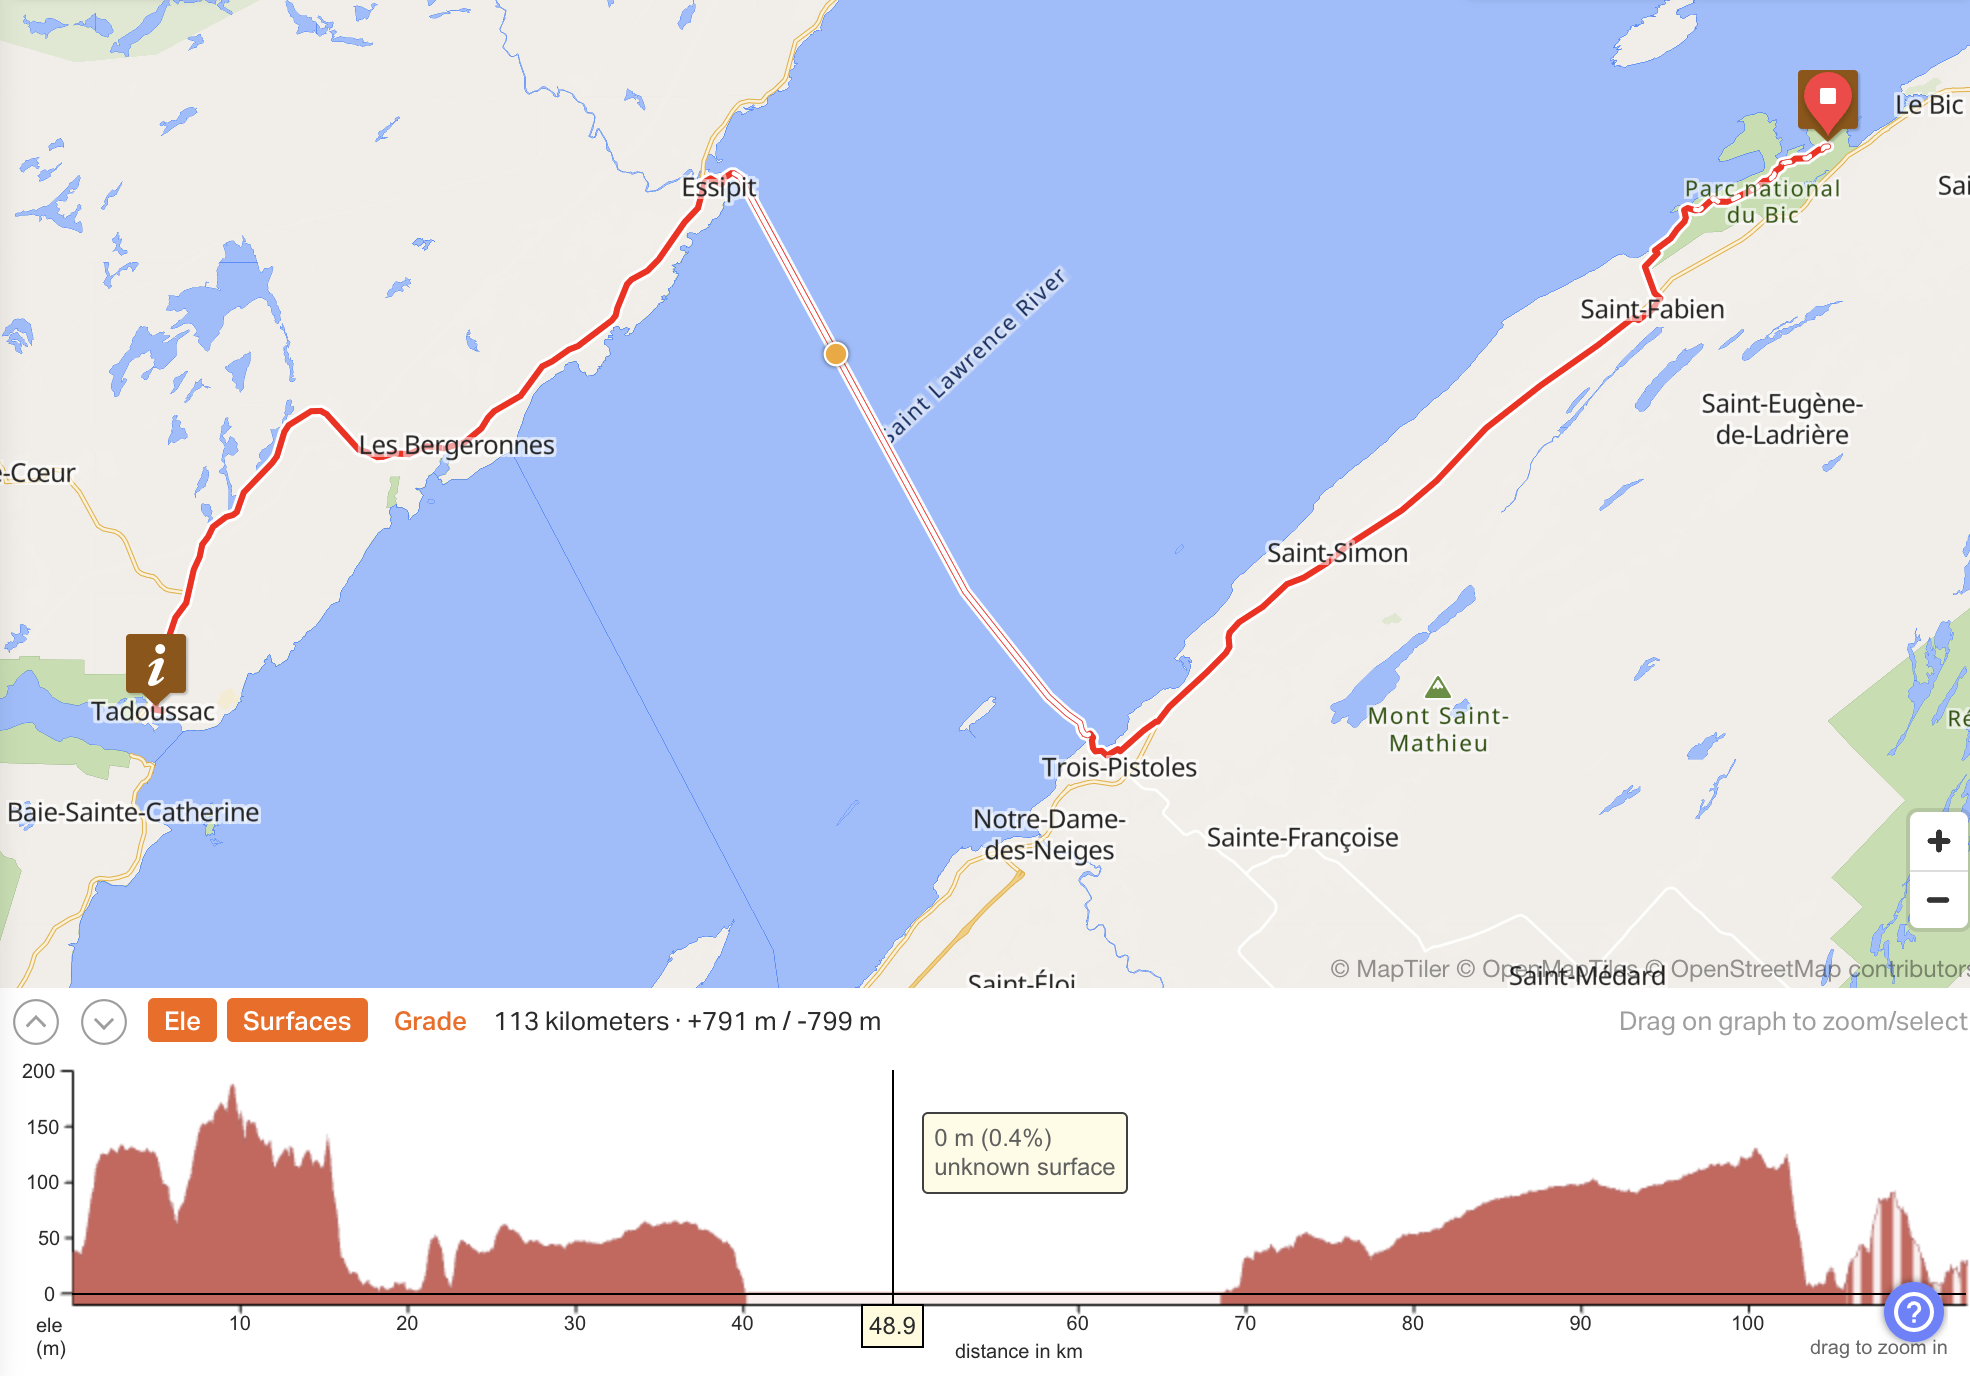 Le Bic
Essipit
Parc national
du Bic
Saint Lawrence River
Saint-Fabien
Saint-Eugène-
de-Ladrière
Les Bergeronnes
-Cœur
Saint-Simon
i
Tadoussac
Mont Saint-
Mathieu
Trois-Pistoles
Baie-Sainte-Catherine
Notre-Dame-
des-Neiges
Sainte-Françoise
+
−
Saint-Éloi
Saint-Médard
© MapTiler © OpenMapTiles © OpenStreetMap contributors
Ele
Surfaces
Grade
113 kilometers · +791 m / -799 m
Drag on graph to zoom/select
200
150
100
50
0
0 m (0.4%)
unknown surface
ele
(m)
10
20
30
40
48.9
60
70
80
90
100
?
distance in km
drag to zoom in